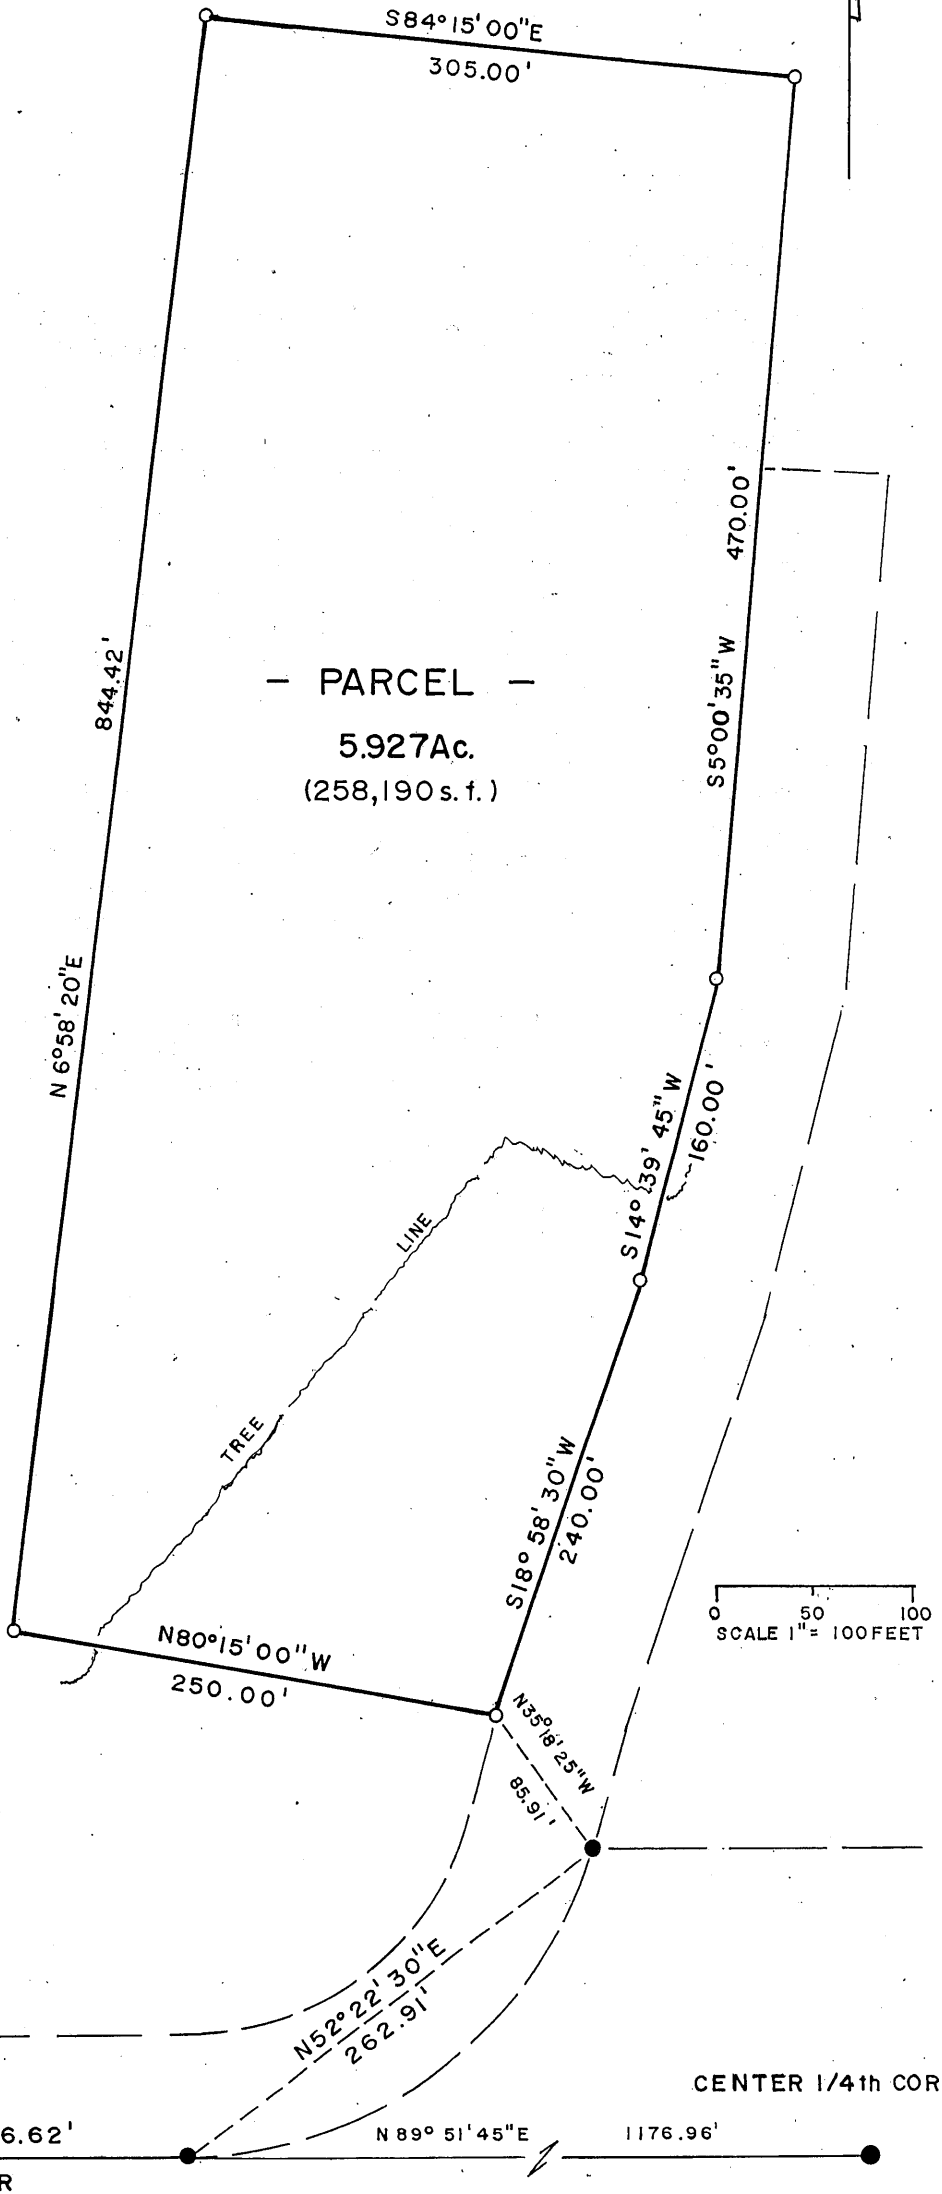 S84°15'00"E
305.00'
470.00'
S5°00'35"W
844.42'
N 6°58'20"E
- PARCEL -
5.927Ac.
(258,190 s.f.)
S14°39'45"W
160.00'
LINE
TREE
S18°58'30"W
240.00'
0 50 100
SCALE 1"= 100FEET
N80°15'00"W
250.00'
N35°18'25"W
85.91'
N52°22'30"E
262.91'
CENTER 1/4th COR
6.62'
N 89°51'45"E 1176.96'
R